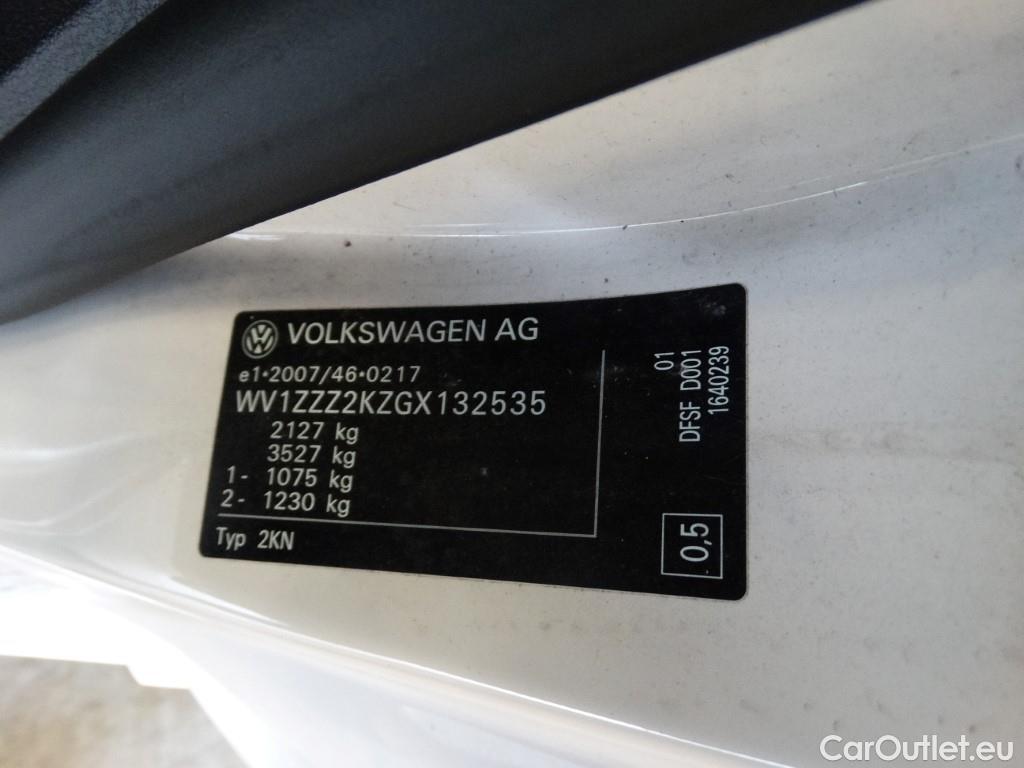 VOLKSWAGEN AG
e1•2007/46•0217
WV1ZZZ2KZGX132535
2127 kg
3527 kg
1- 1075 kg
2- 1230 kg
Typ 2KN
01
DFSF D001
1640239
0,5
CarOutlet.eu